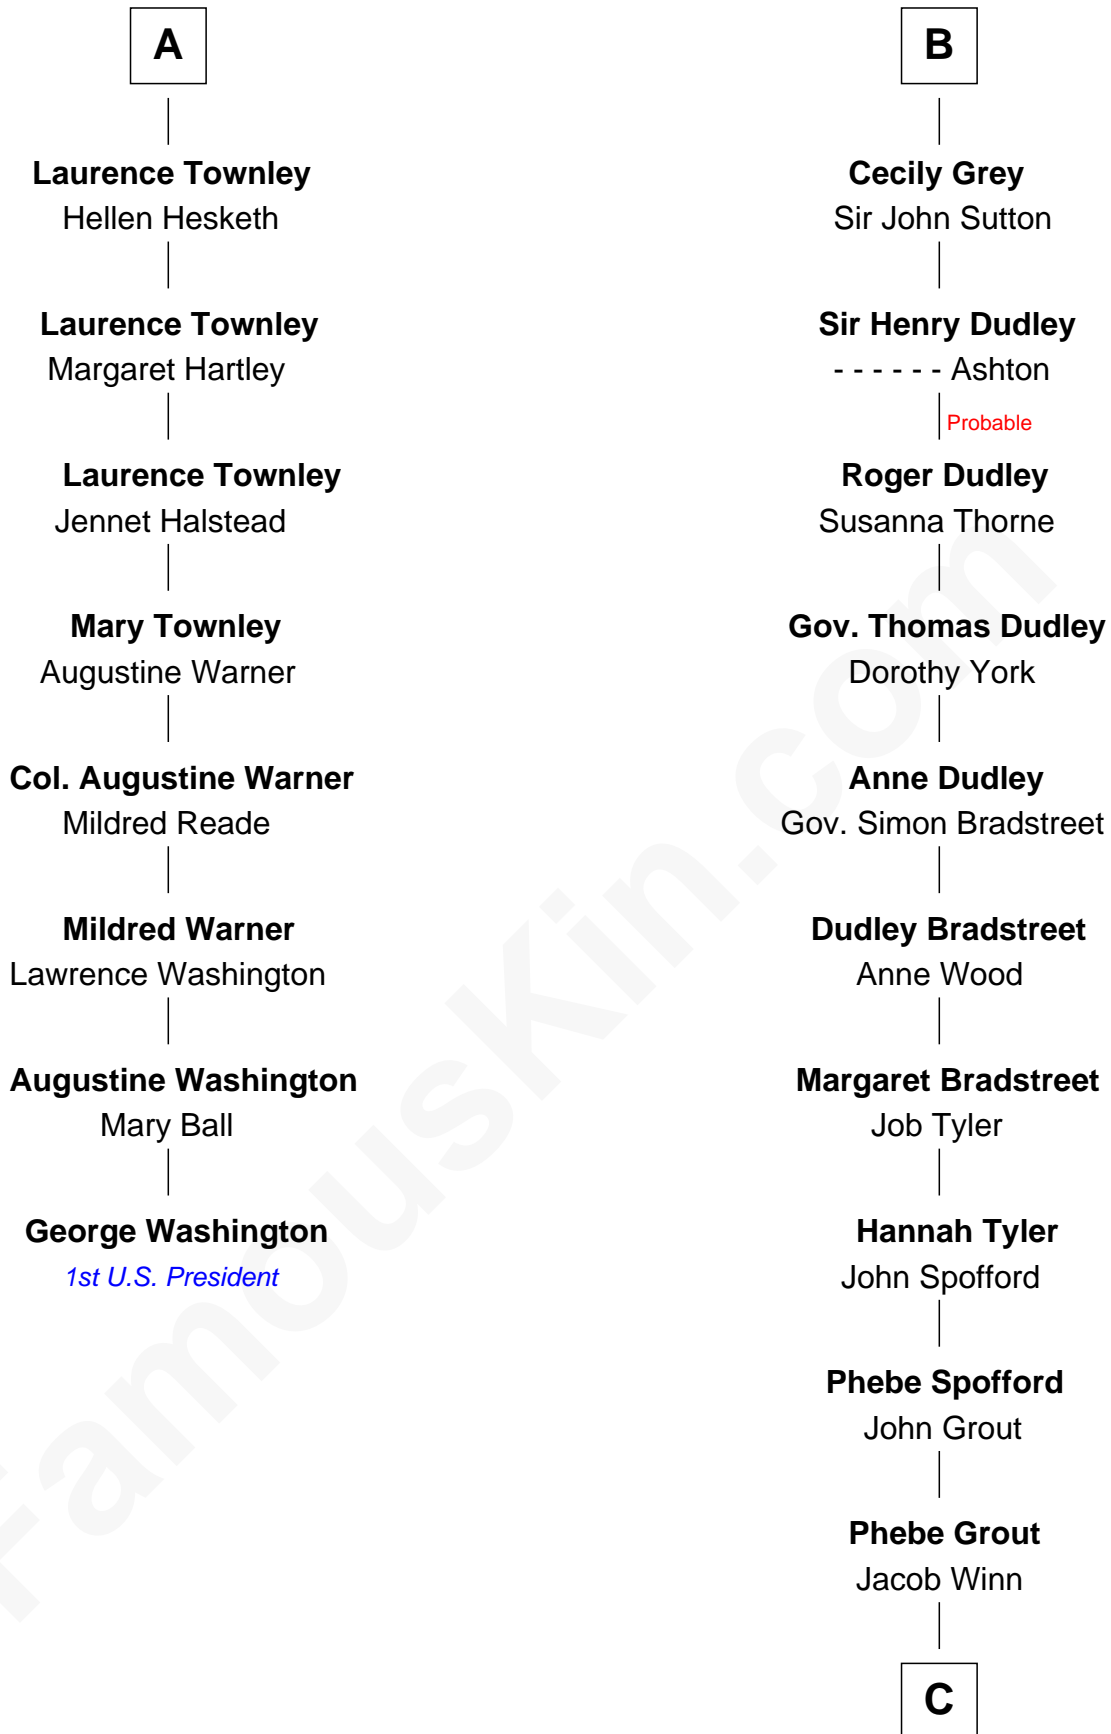 A
Laurence Townley
Hellen Hesketh
Laurence Townley
Margaret Hartley
Laurence Townley
Jennet Halstead
Mary Townley
Augustine Warner
Col. Augustine Warner
Mildred Reade
Mildred Warner
Lawrence Washington
Augustine Washington
Mary Ball
George Washington
1st U.S. President
B
Cecily Grey
Sir John Sutton
Sir Henry Dudley
- - - - - - Ashton
Probable
Roger Dudley
Susanna Thorne
Gov. Thomas Dudley
Dorothy York
Anne Dudley
Gov. Simon Bradstreet
Dudley Bradstreet
Anne Wood
Margaret Bradstreet
Job Tyler
Hannah Tyler
John Spofford
Phebe Spofford
John Grout
Phebe Grout
Jacob Winn
C
FamousKin.com